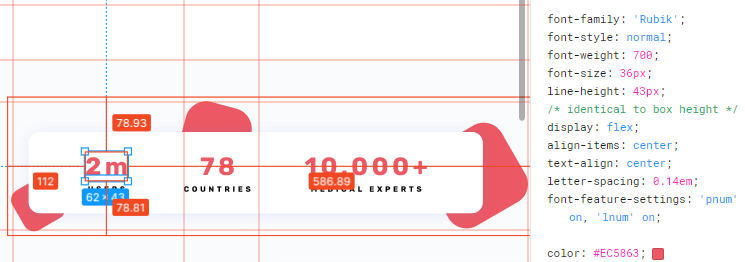 78.93
2m
78
10,000+
112
586.89
USERS
COUNTRIES
MEDICAL EXPERTS
62 × 43
78.81
font-family: 'Rubik';
font-style: normal;
font-weight: 700;
font-size: 36px;
line-height: 43px;
/* identical to box height */
display: flex;
align-items: center;
text-align: center;
letter-spacing: 0.14em;
font-feature-settings: 'pnum'
on, 'lnum' on;
color: #EC5863;